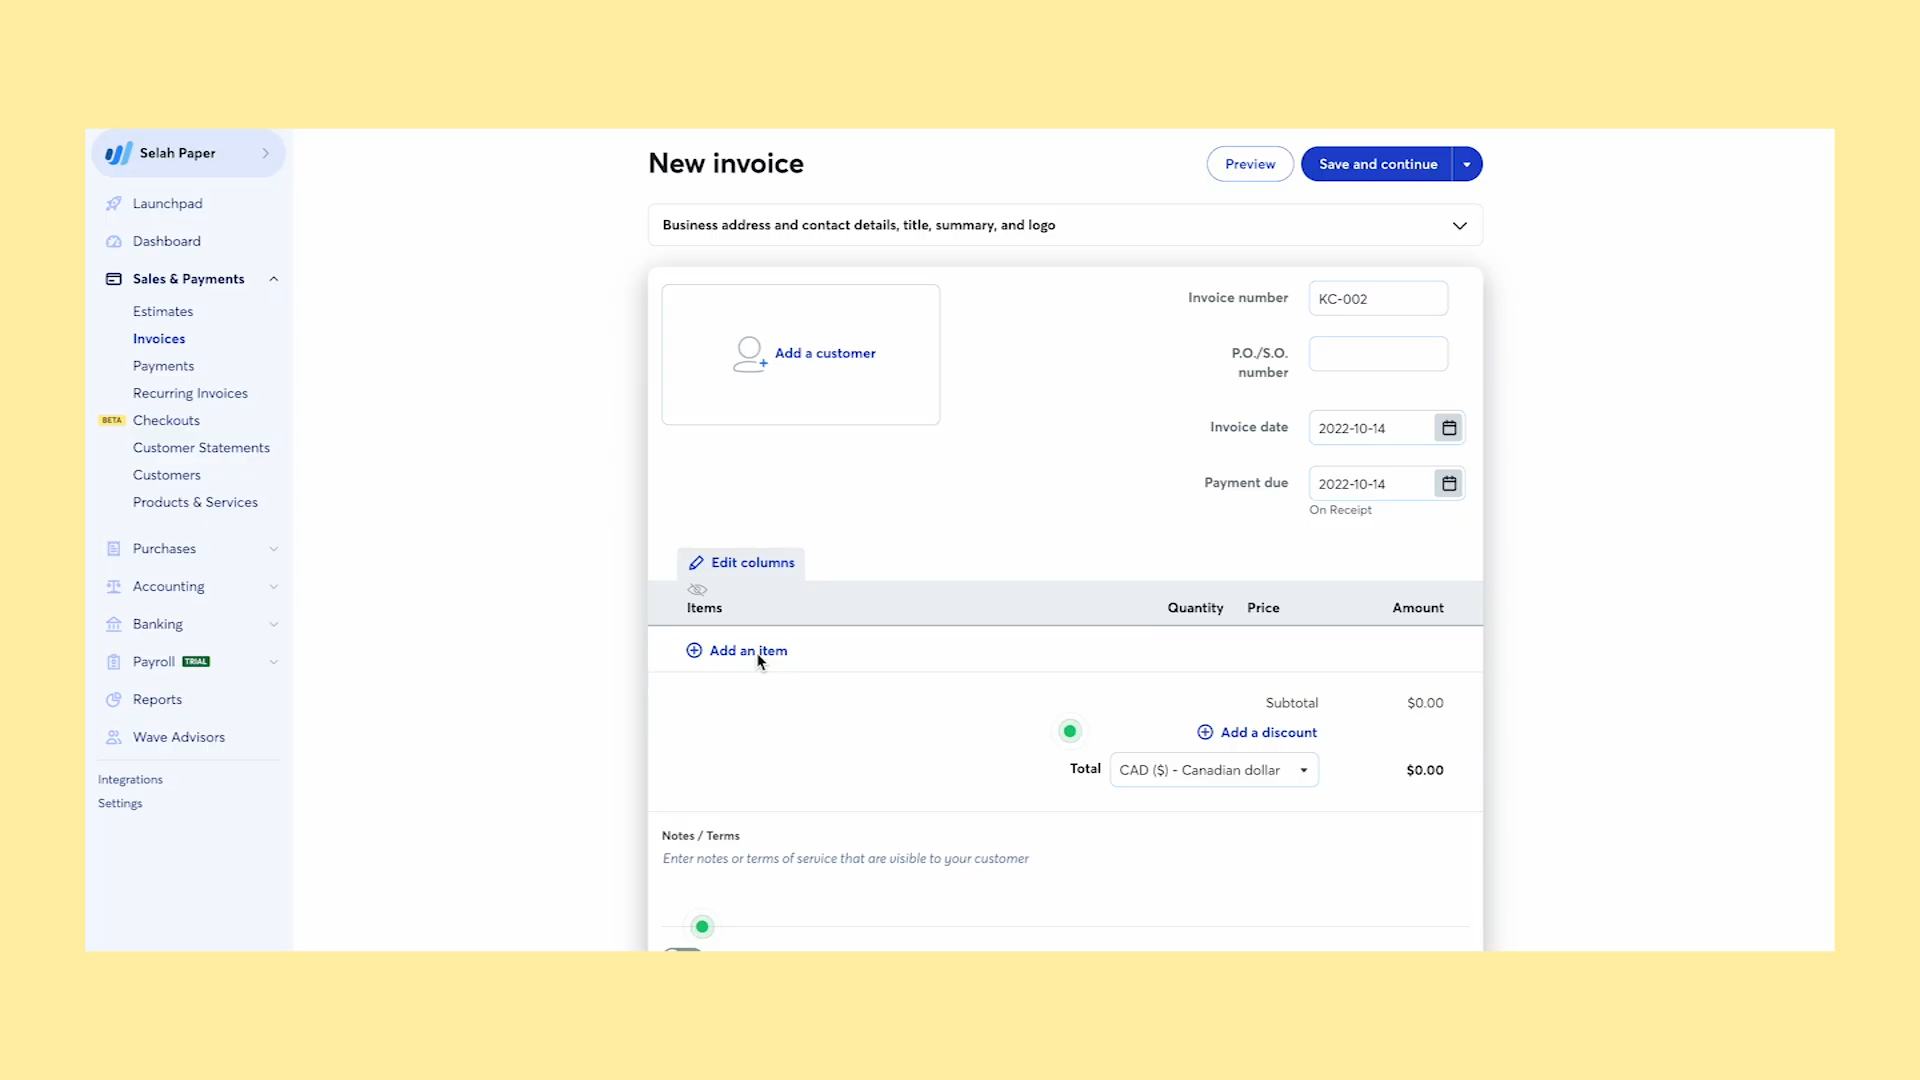 Selah Paper
Launchpad
Dashboard
Sales & Payments
Estimates
Invoices
Payments
Recurring Invoices
BETA Checkouts
Customer Statements
Customers
Products & Services
Purchases
Accounting
Banking
Payroll TRIAL
Reports
Wave Advisors
Integrations
Settings
New invoice
Preview
Save and continue
Business address and contact details, title, summary, and logo
Add a customer
Invoice number KC-002
P.O./S.O.
number
Invoice date 2022-10-14
Payment due 2022-10-14
On Receipt
Edit columns
Items Quantity Price Amount
Add an item
Subtotal $0.00
Add a discount
Total CAD ($) - Canadian dollar $0.00
Notes / Terms
Enter notes or terms of service that are visible to your customer